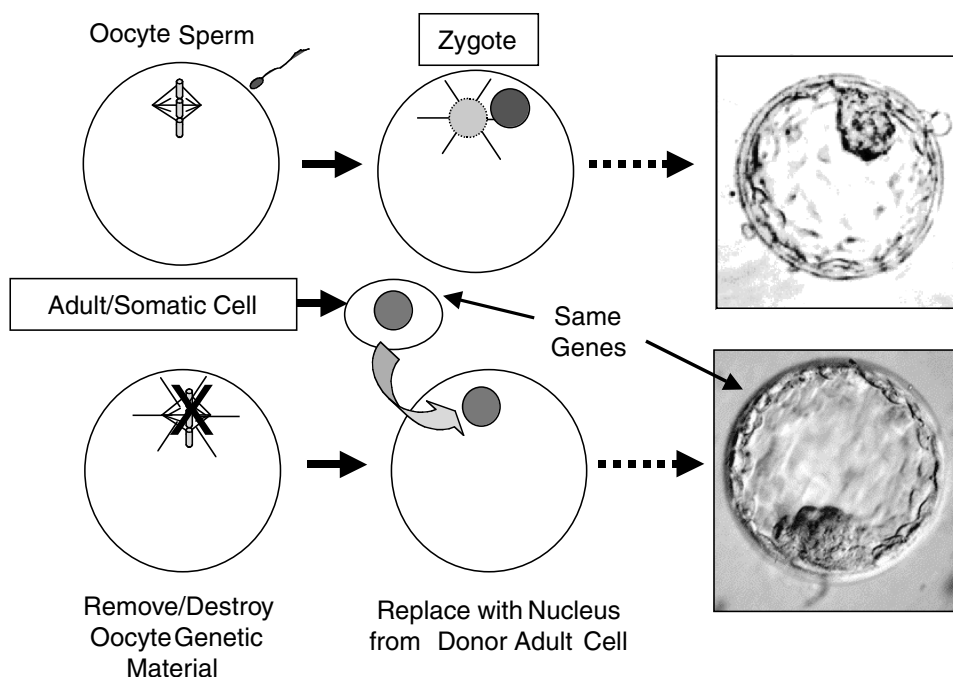 Oocyte Sperm
Zygote
Adult/Somatic Cell
Same
Genes
Remove/Destroy
Oocyte Genetic
Material
Replace with Nucleus
from Donor Adult Cell